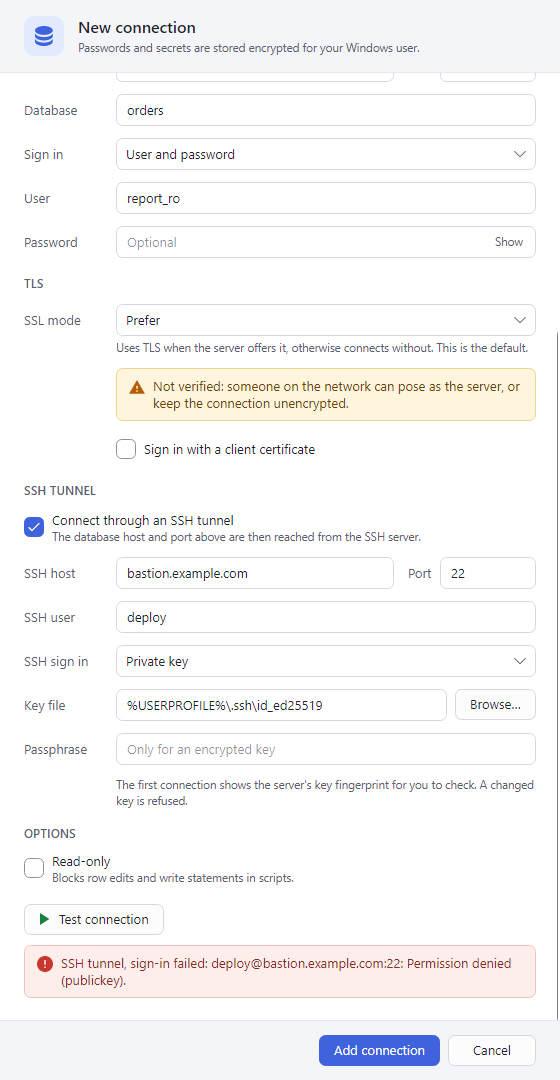 New connection
Passwords and secrets are stored encrypted for your Windows user.
Database
orders
Sign in
User and password
User
report_ro
Password
Optional
Show
TLS
SSL mode
Prefer
Uses TLS when the server offers it, otherwise connects without. This is the default.
Not verified: someone on the network can pose as the server, or
keep the connection unencrypted.
Sign in with a client certificate
SSH TUNNEL
Connect through an SSH tunnel
The database host and port above are then reached from the SSH server.
SSH host
bastion.example.com
Port
22
SSH user
deploy
SSH sign in
Private key
Key file
%USERPROFILE%\.ssh\id_ed25519
Browse...
Passphrase
Only for an encrypted key
The first connection shows the server's key fingerprint for you to check. A changed
key is refused.
OPTIONS
Read-only
Blocks row edits and write statements in scripts.
Test connection
SSH tunnel, sign-in failed: deploy@bastion.example.com:22: Permission denied
(publickey).
Add connection
Cancel